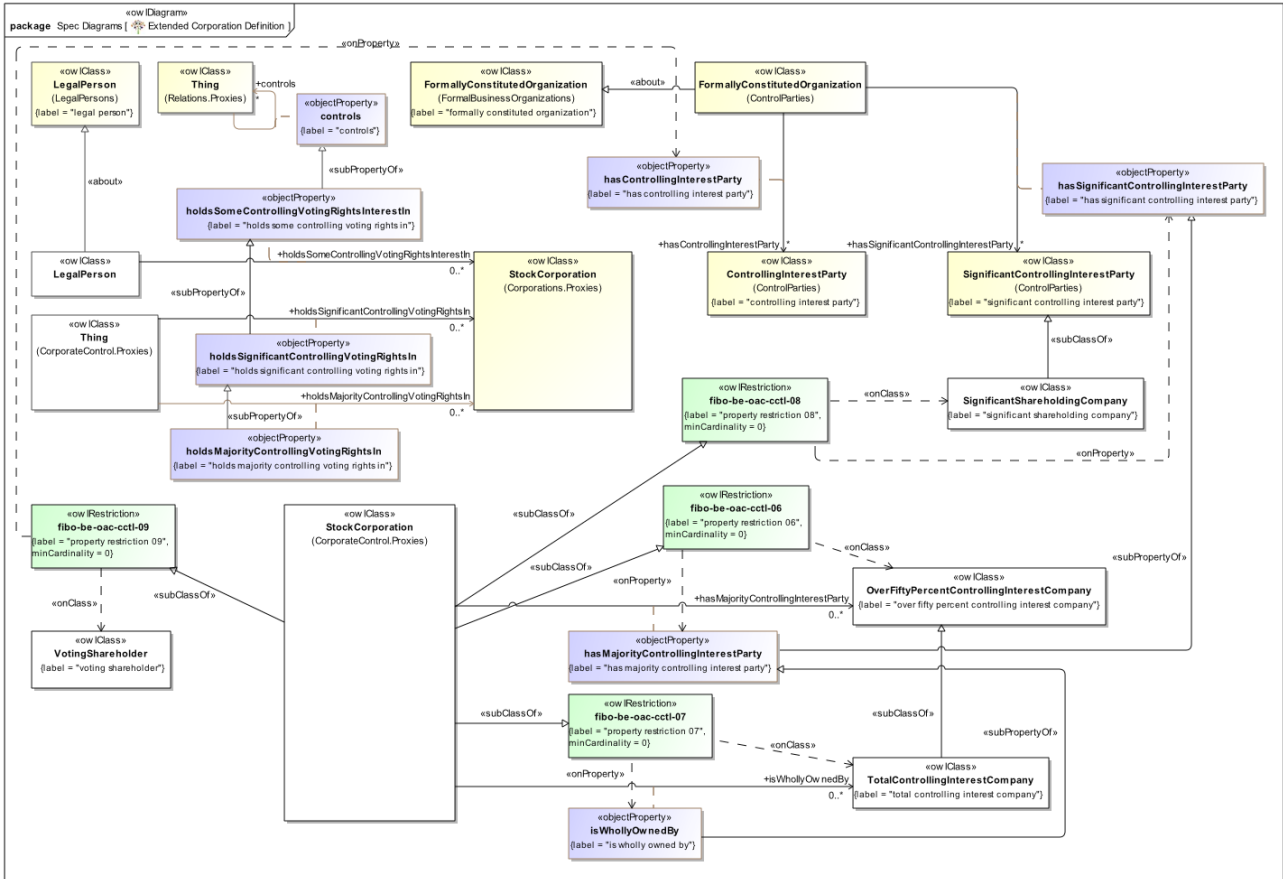 «owlDiagram»
package Spec Diagrams [ Extended Corporation Definition ]
«onProperty»
«owlClass»
LegalPerson
(LegalPersons)
{label = "legal person"}
«owlClass»
Thing
(Relations.Proxies)
+controls
*
«objectProperty»
controls
{label = "controls"}
«owlClass»
FormallyConstitutedOrganization
(FormalBusinessOrganizations)
{label = "formally constituted organization"}
«about»
«owlClass»
FormallyConstitutedOrganization
(ControlParties)
«about»
«subPropertyOf»
«objectProperty»
hasControllingInterestParty
{label = "has controlling interest party"}
«objectProperty»
hasSignificantControllingInterestParty
{label = "has significant controlling interest party"}
«objectProperty»
holdsSomeControllingVotingRightsInterestIn
{label = "holds some controlling voting rights in"}
+holdsSomeControllingVotingRightsInterestIn
0..*
+hasControllingInterestParty
*
+hasSignificantControllingInterestParty
*
«owlClass»
LegalPerson
«subPropertyOf»
«owlClass»
StockCorporation
(Corporations.Proxies)
«owlClass»
ControllingInterestParty
(ControlParties)
{label = "controlling interest party"}
«owlClass»
SignificantControllingInterestParty
(ControlParties)
{label = "significant controlling interest party"}
«owlClass»
Thing
(CorporateControl.Proxies)
+holdsSignificantControllingVotingRightsIn
0..*
«objectProperty»
holdsSignificantControllingVotingRightsIn
{label = "holds significant controlling voting rights in"}
«subClassOf»
+holdsMajorityControllingVotingRightsIn
0..*
«subPropertyOf»
«owlRestriction»
fibo-be-oac-cctl-08
{label = "property restriction 08",
minCardinality = 0}
«onClass»
«owlClass»
SignificantShareholdingCompany
{label = "significant shareholding company"}
«objectProperty»
holdsMajorityControllingVotingRightsIn
{label = "holds majority controlling voting rights in"}
«onProperty»
«owlRestriction»
fibo-be-oac-cctl-09
{label = "property restriction 09",
minCardinality = 0}
«owlClass»
StockCorporation
(CorporateControl.Proxies)
«subClassOf»
«owlRestriction»
fibo-be-oac-cctl-06
{label = "property restriction 06",
minCardinality = 0}
«onClass»
«subPropertyOf»
«subClassOf»
«subClassOf»
«onProperty»
«onClass»
«owlClass»
OverFiftyPercentControllingInterestCompany
{label = "over fifty percent controlling interest company"}
+hasMajorityControllingInterestParty
0..*
«owlClass»
VotingShareholder
{label = "voting shareholder"}
«objectProperty»
hasMajorityControllingInterestParty
{label = "has majority controlling interest party"}
«subClassOf»
«owlRestriction»
fibo-be-oac-cctl-07
{label = "property restriction 07",
minCardinality = 0}
«subClassOf»
«subPropertyOf»
«onClass»
«onProperty»
+isWhollyOwnedBy
0..*
«owlClass»
TotalControllingInterestCompany
{label = "total controlling interest company"}
«objectProperty»
isWhollyOwnedBy
{label = "is wholly owned by"}